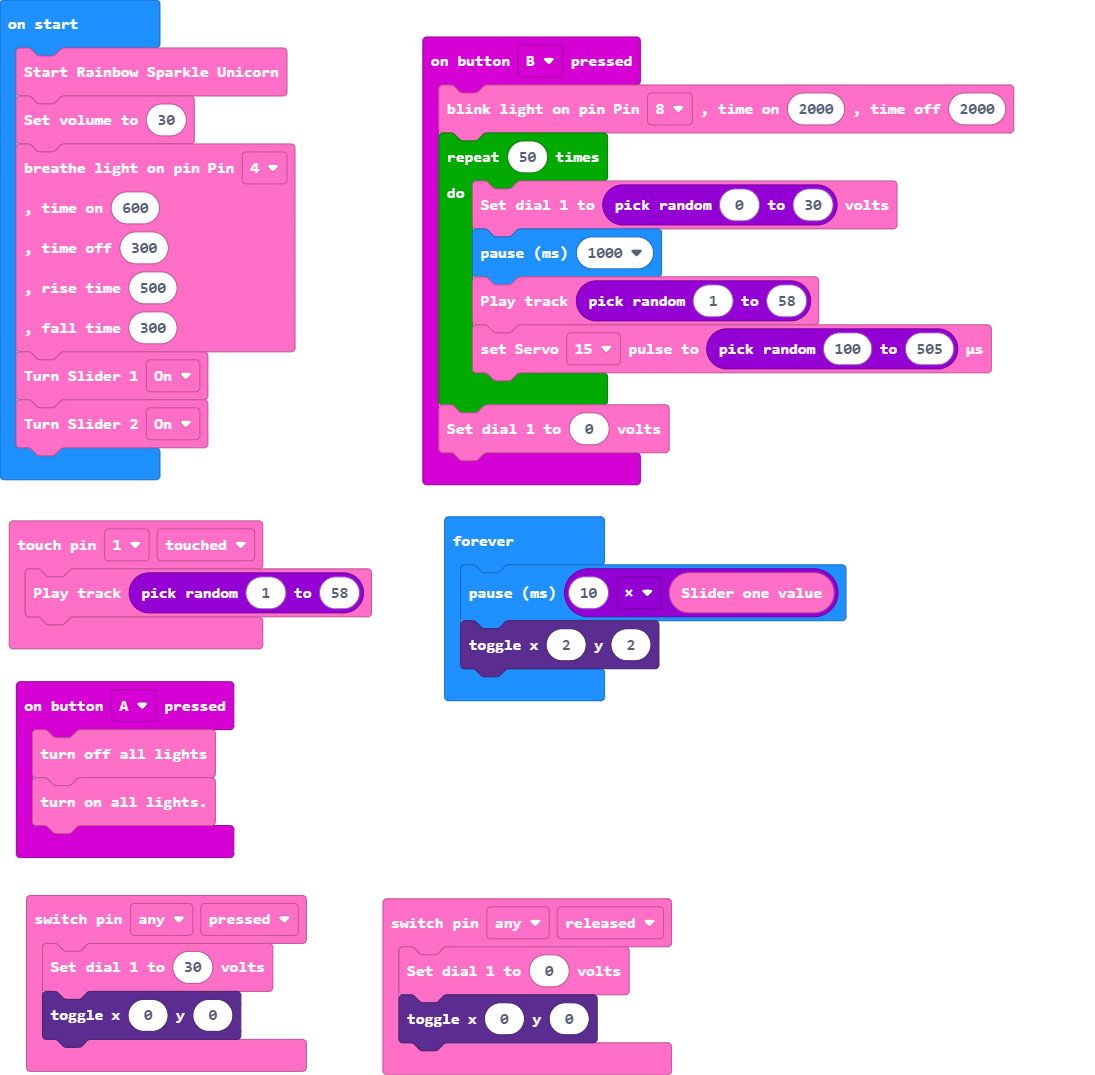 on start
Start Rainbow Sparkle Unicorn
Set volume to 30
breathe light on pin Pin 4
, time on 600
, time off 300
, rise time 500
, fall time 300
Turn Slider 1 On
Turn Slider 2 On
on button B pressed
blink light on pin Pin 8 , time on 2000 , time off 2000
repeat 50 times
do
Set dial 1 to pick random 0 to 30 volts
pause (ms) 1000
Play track pick random 1 to 58
set Servo 15 pulse to pick random 100 to 505 µs
Set dial 1 to 0 volts
touch pin 1 touched
Play track pick random 1 to 58
forever
pause (ms) 10 × Slider one value
toggle x 2 y 2
on button A pressed
turn off all lights
turn on all lights.
switch pin any pressed
Set dial 1 to 30 volts
toggle x 0 y 0
switch pin any released
Set dial 1 to 0 volts
toggle x 0 y 0